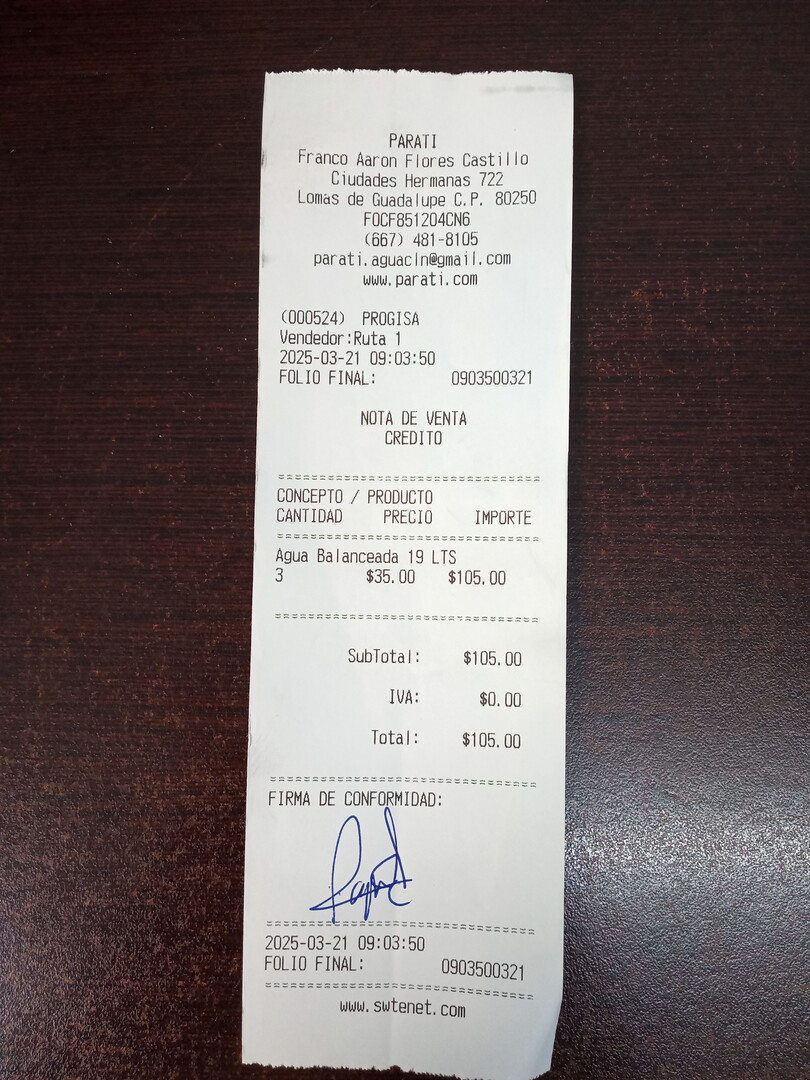 PARATI
Franco Aaron Flores Castillo
Ciudades Hermanas 722
Lomas de Guadalupe C.P. 80250
FOCF851204CN6
(667) 481-8105
parati.aguacln@gmail.com
www.parati.com
(000524) PROGISA
Vendedor:Ruta 1
2025-03-21 09:03:50
FOLIO FINAL: 0903500321
NOTA DE VENTA
CREDITO
CONCEPTO / PRODUCTO
CANTIDAD PRECIO IMPORTE
Agua Balanceada 19 LTS
3 $35.00 $105.00
SubTotal: $105.00
IVA: $0.00
Total: $105.00
FIRMA DE CONFORMIDAD:
2025-03-21 09:03:50
FOLIO FINAL: 0903500321
www.swtenet.com